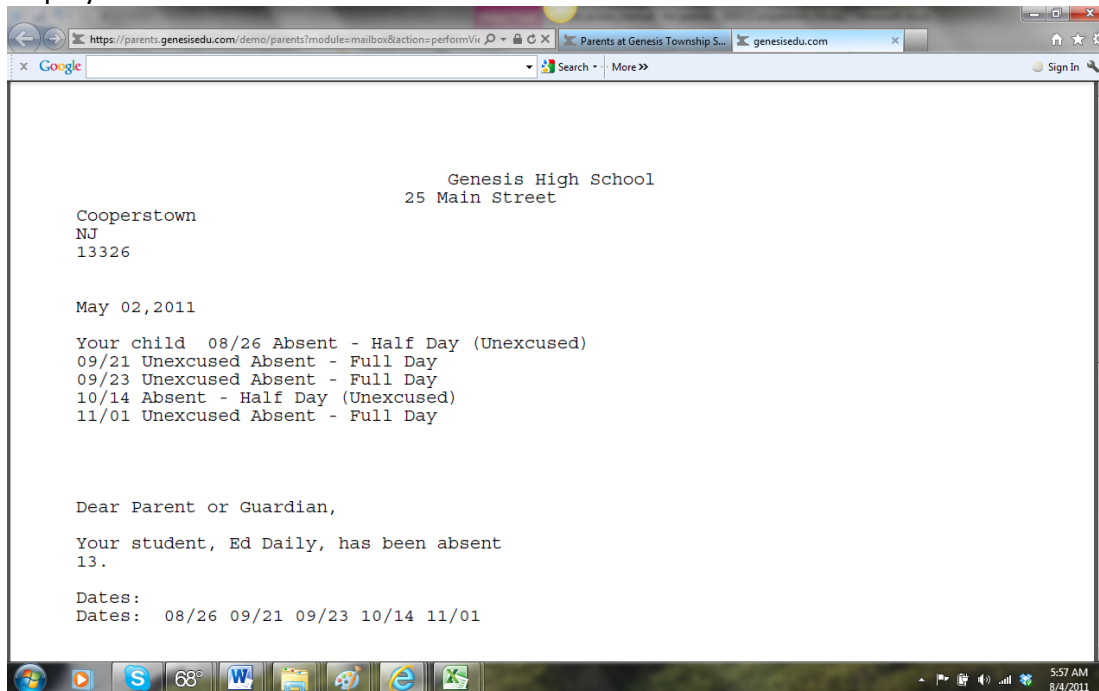 https://parents.genesisedu.com/demo/parents?module=mailbox&action=performVie
Parents at Genesis Township S...
genesisedu.com
Google
Search
More >>
Sign In
Genesis High School
25 Main Street
Cooperstown
NJ
13326
May 02,2011
Your child  08/26 Absent - Half Day (Unexcused)
09/21 Unexcused Absent - Full Day
09/23 Unexcused Absent - Full Day
10/14 Absent - Half Day (Unexcused)
11/01 Unexcused Absent - Full Day
Dear Parent or Guardian,
Your student, Ed Daily, has been absent
13.
Dates:
Dates:  08/26 09/21 09/23 10/14 11/01
68°
5:57 AM
8/4/2011